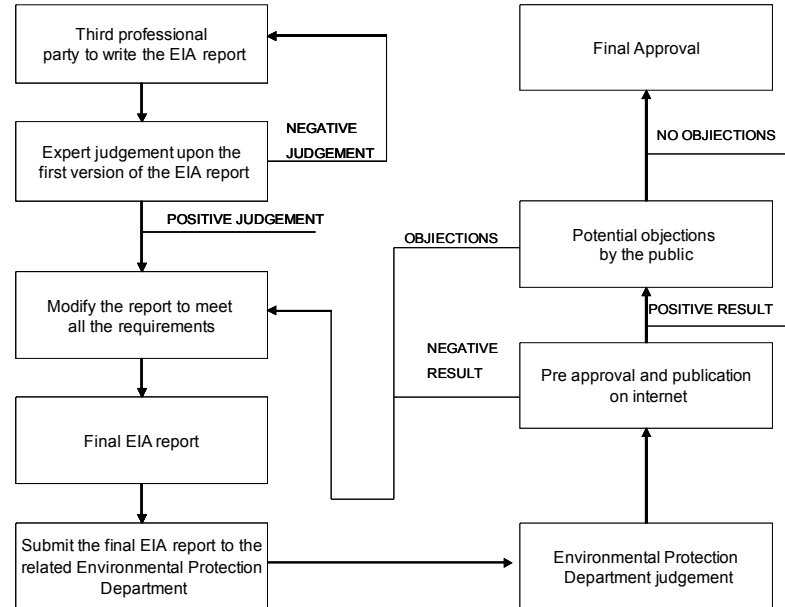 Third professional
party to write the EIA report
NEGATIVE
JUDGEMENT
Expert judgement upon the
first version of the EIA report
POSITIVE JUDGEMENT
Modify the report to meet
all the requirements
Final EIA report
Submit the final EIA report to the
related Environmental Protection
Department
Environmental Protection
Department judgement
Pre approval and publication
on internet
NEGATIVE
RESULT
POSITIVE RESULT
Potential objections
by the public
OBJIECTIONS
NO OBJIECTIONS
Final Approval